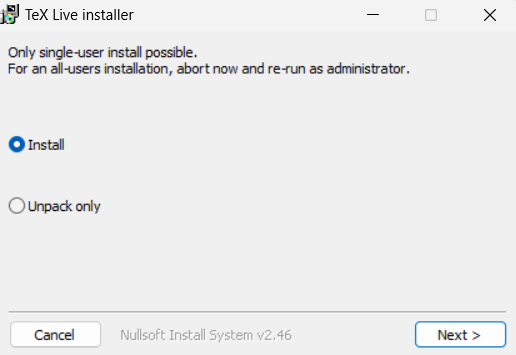 TeX Live installer
Only single-user install possible.
For an all-users installation, abort now and re-run as administrator.
Install
Unpack only
Cancel
Nullsoft Install System v2.46
Next >